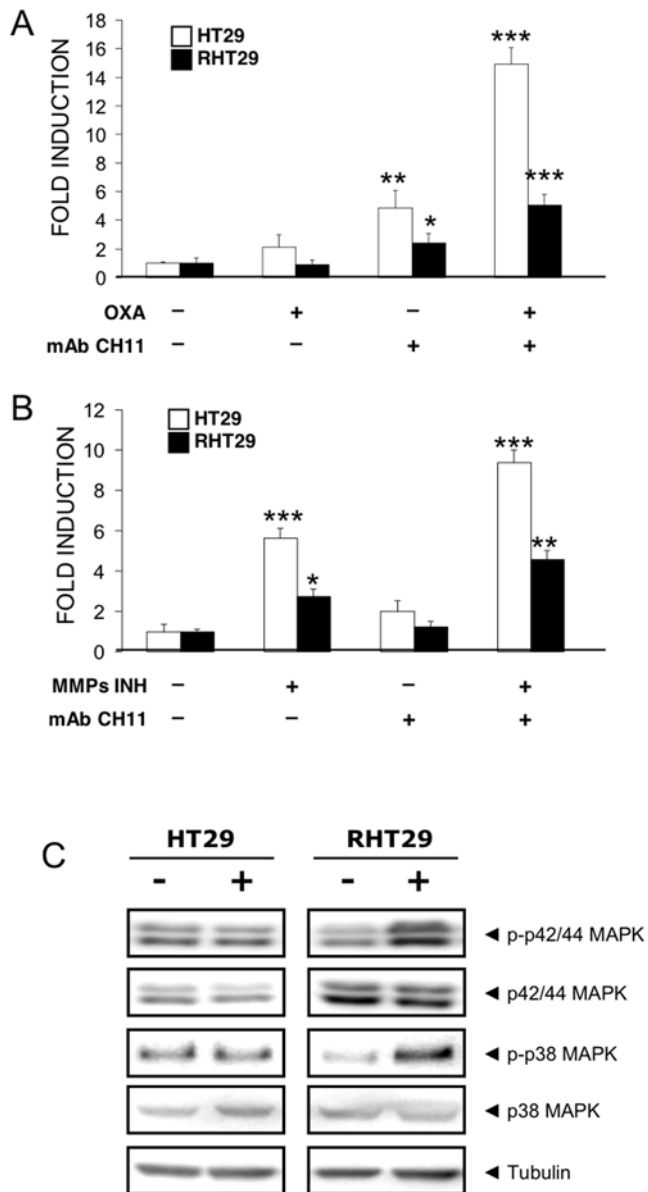 A
18
16
14
12
10
8
6
4
2
0
FOLD INDUCTION
HT29
RHT29
** * *** ***
OXA – + – +
mAb CH11 – – + +
B
12
10
8
6
4
2
0
FOLD INDUCTION
HT29
RHT29
*** * *** **
MMPs INH – + – +
mAb CH11 – – + +
C
HT29 RHT29
- + - +
◄ p-p42/44 MAPK
◄ p42/44 MAPK
◄ p-p38 MAPK
◄ p38 MAPK
◄ Tubulin